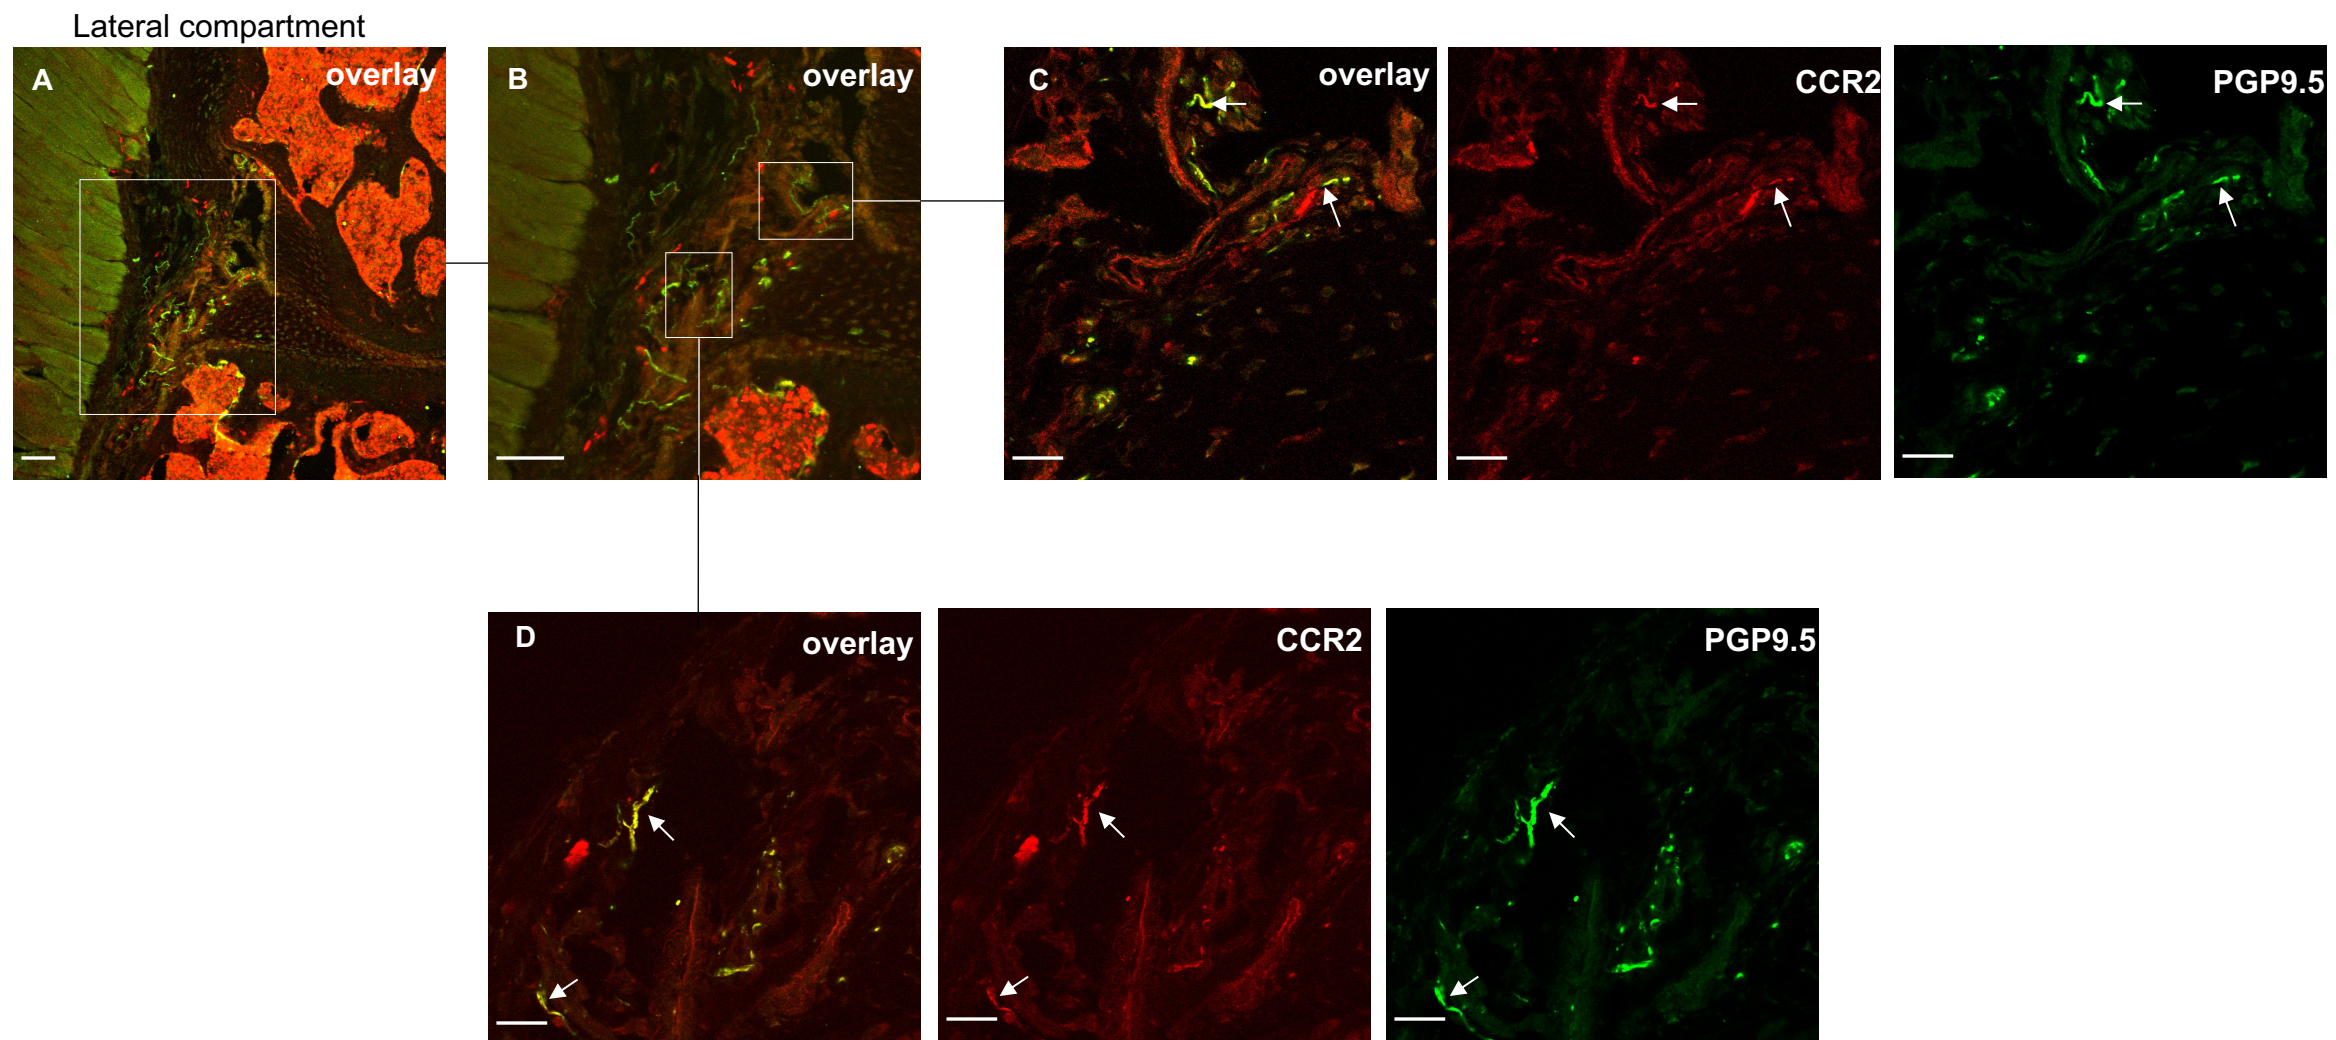 Lateral compartment
A overlay
B overlay
C overlay
CCR2
PGP9.5
D overlay
CCR2
PGP9.5